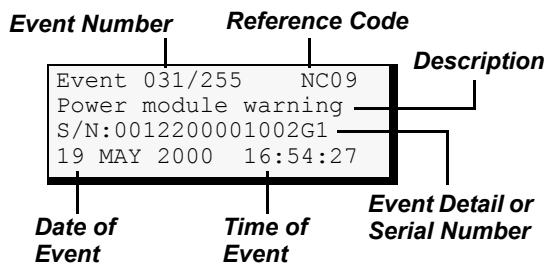 Event Number
Reference Code
Description
Event 031/255 NC09
Power module warning
S/N:0012200001002G1
19 MAY 2000 16:54:27
Date of
Event
Time of
Event
Event Detail or
Serial Number